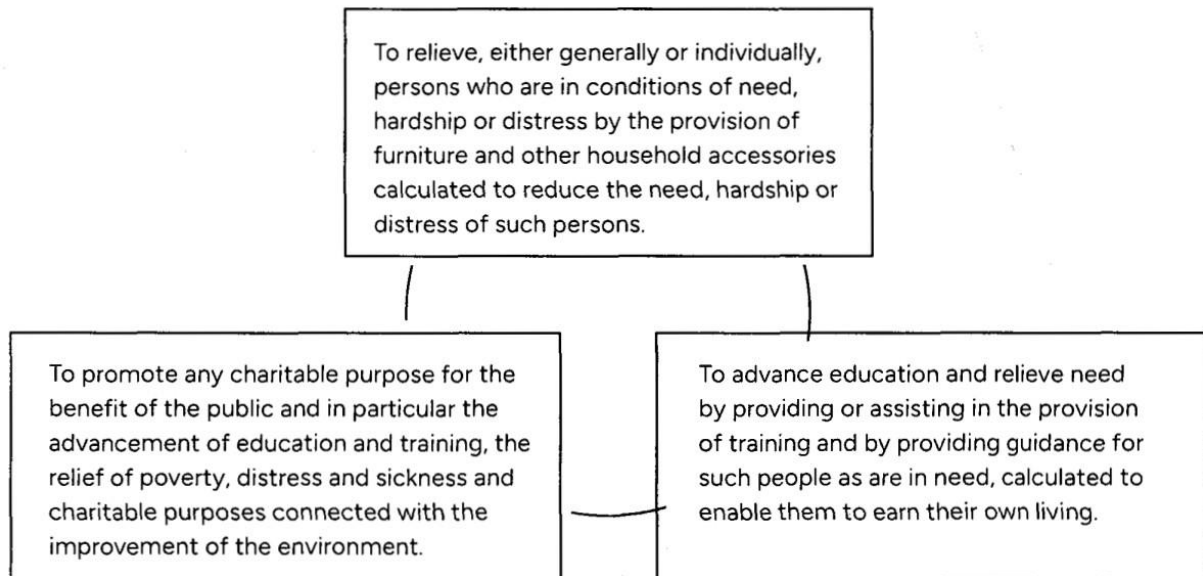 To relieve, either generally or individually,
persons who are in conditions of need,
hardship or distress by the provision of
furniture and other household accessories
calculated to reduce the need, hardship or
distress of such persons.
To promote any charitable purpose for the
benefit of the public and in particular the
advancement of education and training, the
relief of poverty, distress and sickness and
charitable purposes connected with the
improvement of the environment.
To advance education and relieve need
by providing or assisting in the provision
of training and by providing guidance for
such people as are in need, calculated to
enable them to earn their own living.